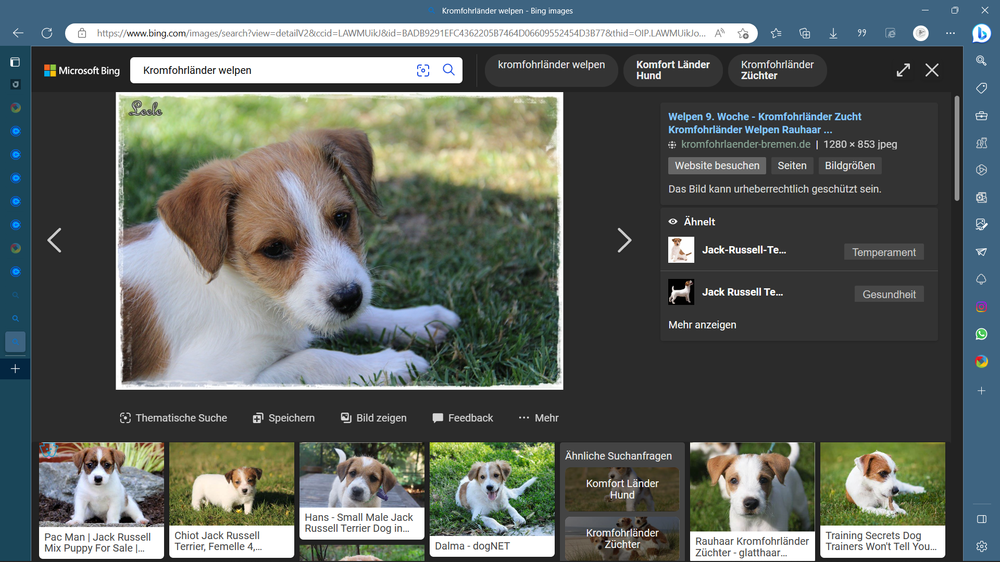 Kromfohrländer welpen - Bing images
https://www.bing.com/images/search?view=detailV2&ccid=LAWMUikJ&id=BADB9291EFC4362205B7464D06609552454D3B77&thid=OIP.LAWMUikJo...
Microsoft Bing
Kromfohrländer welpen
kromfohrländer welpen
Komfort Länder
Hund
Kromfohrländer
Züchter
Leele
Welpen 9. Woche - Kromfohrländer Zucht
Kromfohrländer Welpen Rauhaar ...
kromfohrlaender-bremen.de | 1280 × 853 jpeg
Website besuchen
Seiten
Bildgrößen
Das Bild kann urheberrechtlich geschützt sein.
Ähnelt
Jack-Russell-Te...
Temperament
Jack Russell Te...
Gesundheit
Mehr anzeigen
Thematische Suche
Speichern
Bild zeigen
Feedback
Mehr
Pac Man | Jack Russell
Mix Puppy For Sale |...
Chiot Jack Russell
Terrier, Femelle 4,...
Hans - Small Male Jack
Russell Terrier Dog in...
Dalma - dogNET
Ähnliche Suchanfragen
Komfort Länder
Hund
Kromfohrländer
Züchter
Rauhaar Kromfohrländer
Züchter - glatthaar...
Training Secrets Dog
Trainers Won't Tell You...